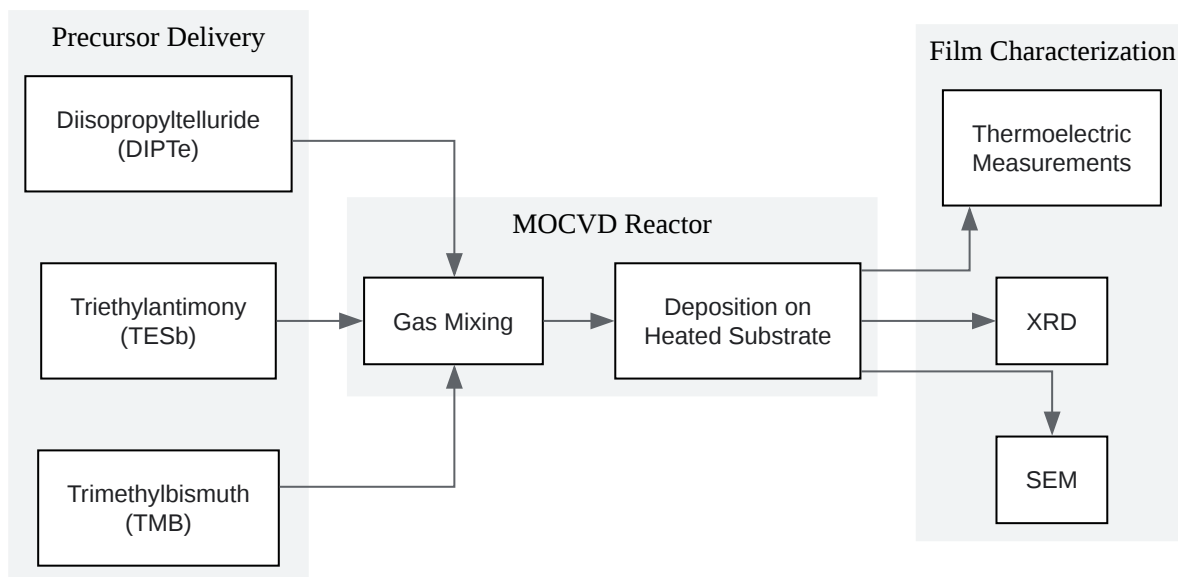 Precursor Delivery
Diisopropyltelluride
(DIPTe)
Triethylantimony
(TESb)
Trimethylbismuth
(TMB)
MOCVD Reactor
Gas Mixing
Deposition on
Heated Substrate
Film Characterization
Thermoelectric
Measurements
XRD
SEM